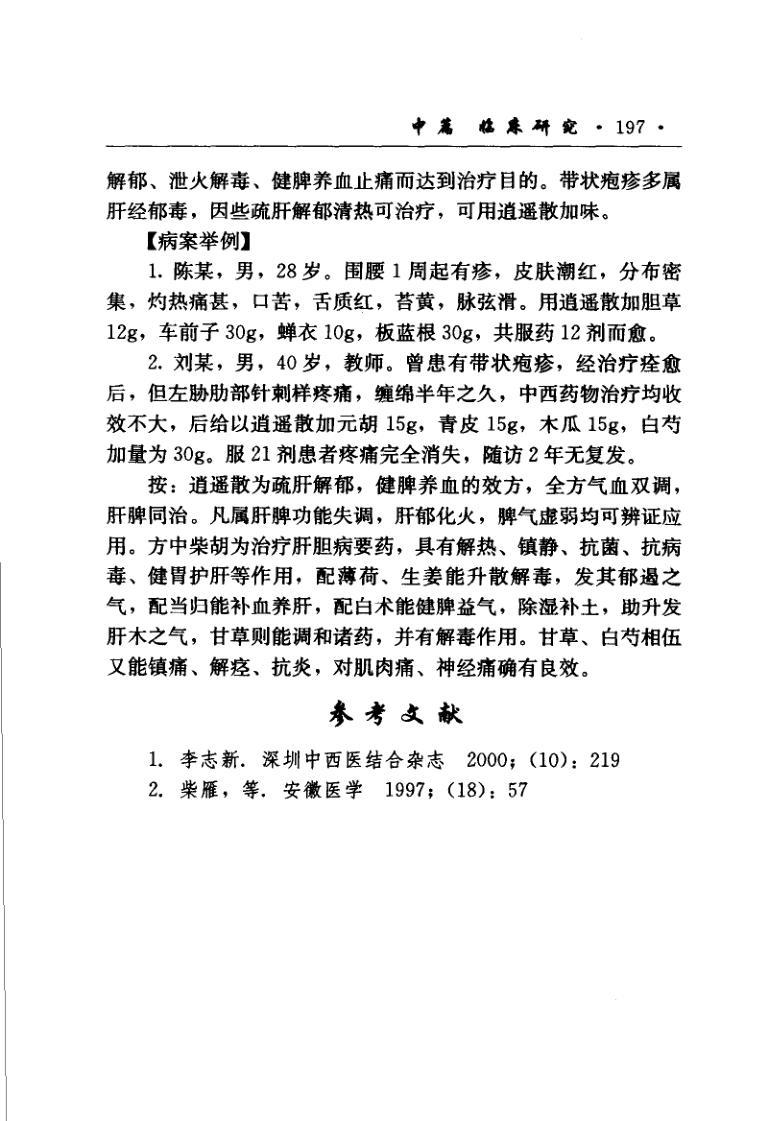 中篇 临床研究 · 197 ·
解郁、泄火解毒、健脾养血止痛而达到治疗目的。带状疱疹多属
肝经郁毒，因些疏肝解郁清热可治疗，可用逍遥散加味。
【病案举例】
1. 陈某，男，28岁。围腰1周起有疹，皮肤潮红，分布密
集，灼热痛甚，口苦，舌质红，苔黄，脉弦滑。用逍遥散加胆草
12g，车前子30g，蝉衣10g，板蓝根30g，共服药12剂而愈。
2. 刘某，男，40岁，教师。曾患有带状疱疹，经治疗痊愈
后，但左胁肋部针刺样疼痛，缠绵半年之久，中西药物治疗均收
效不大，后给以逍遥散加元胡15g，青皮15g，木瓜15g，白芍
加量为30g。服21剂患者疼痛完全消失，随访2年无复发。
按：逍遥散为疏肝解郁，健脾养血的效方，全方气血双调，
肝脾同治。凡属肝脾功能失调，肝郁化火，脾气虚弱均可辨证应
用。方中柴胡为治疗肝胆病要药，具有解热、镇静、抗菌、抗病
毒、健胃护肝等作用，配薄荷、生姜能升散解毒，发其郁遏之
气，配当归能补血养肝，配白术能健脾益气，除湿补土，助升发
肝木之气，甘草则能调和诸药，并有解毒作用。甘草、白芍相伍
又能镇痛、解痉、抗炎，对肌肉痛、神经痛确有良效。
参考文献
1. 李志新．深圳中西医结合杂志 2000；(10)：219
2. 柴雁，等．安徽医学 1997；(18)：57